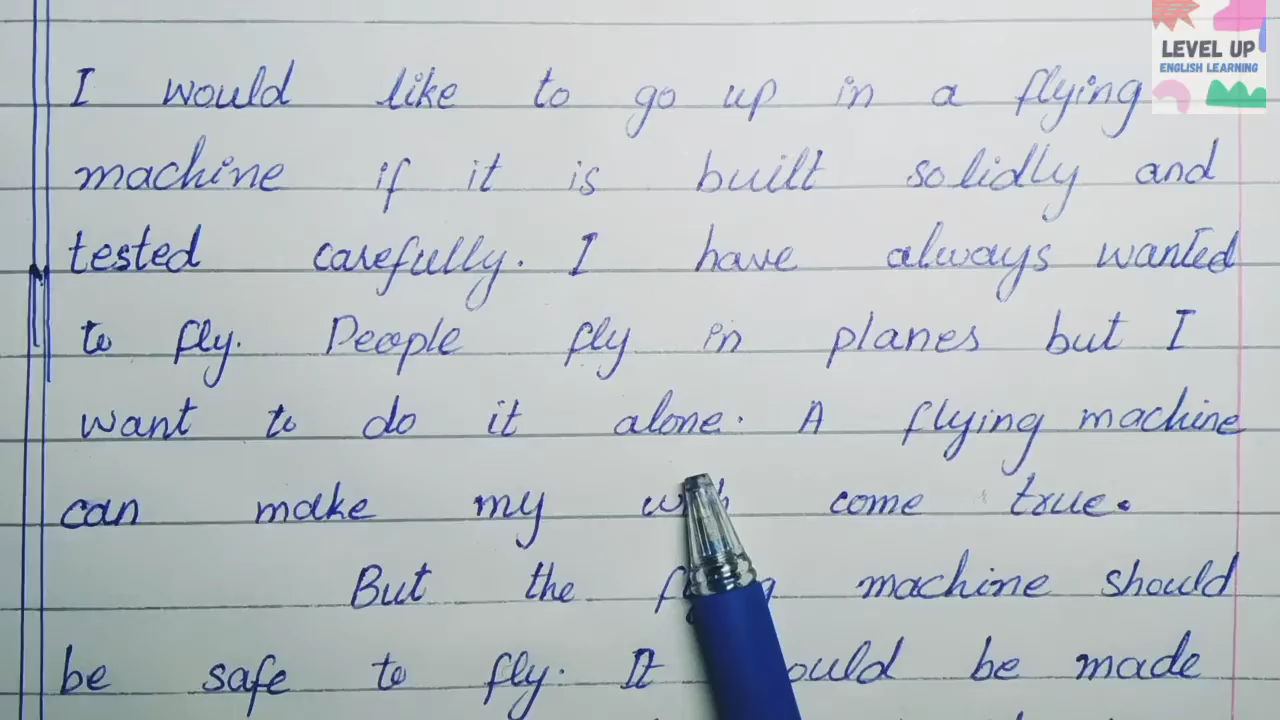 LEVEL UP
ENGLISH LEARNING
I would like to go up in a flying
machine if it is built solidly and
tested carefully. I have always wanted
to fly. People fly in planes but I
want to do it alone. A flying machine
can make my come true.
But the machine should
be safe to fly. It be made